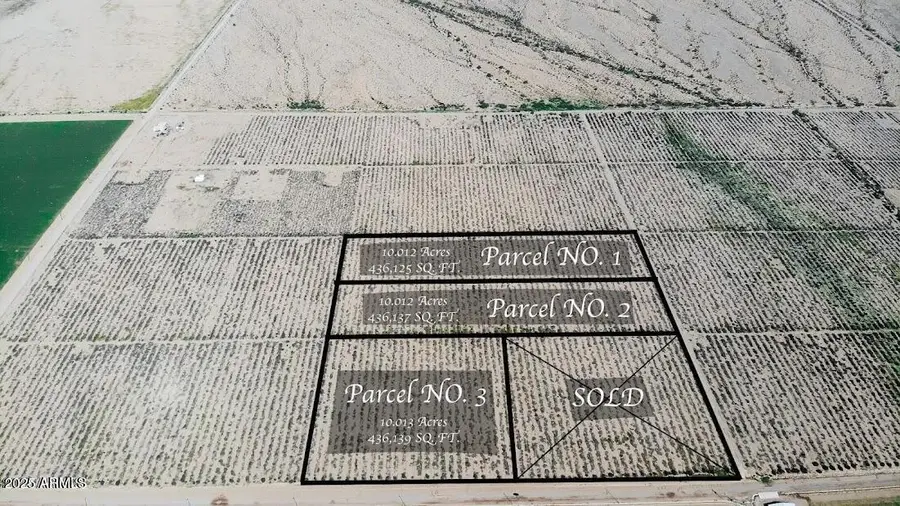 10.012 Acres
436,125 SQ. FT.
Parcel NO. 1
10.012 Acres
436,137 SQ. FT.
Parcel NO. 2
Parcel NO. 3
10.013 Acres
436,139 SQ. FT.
SOLD
2025 ARMLS